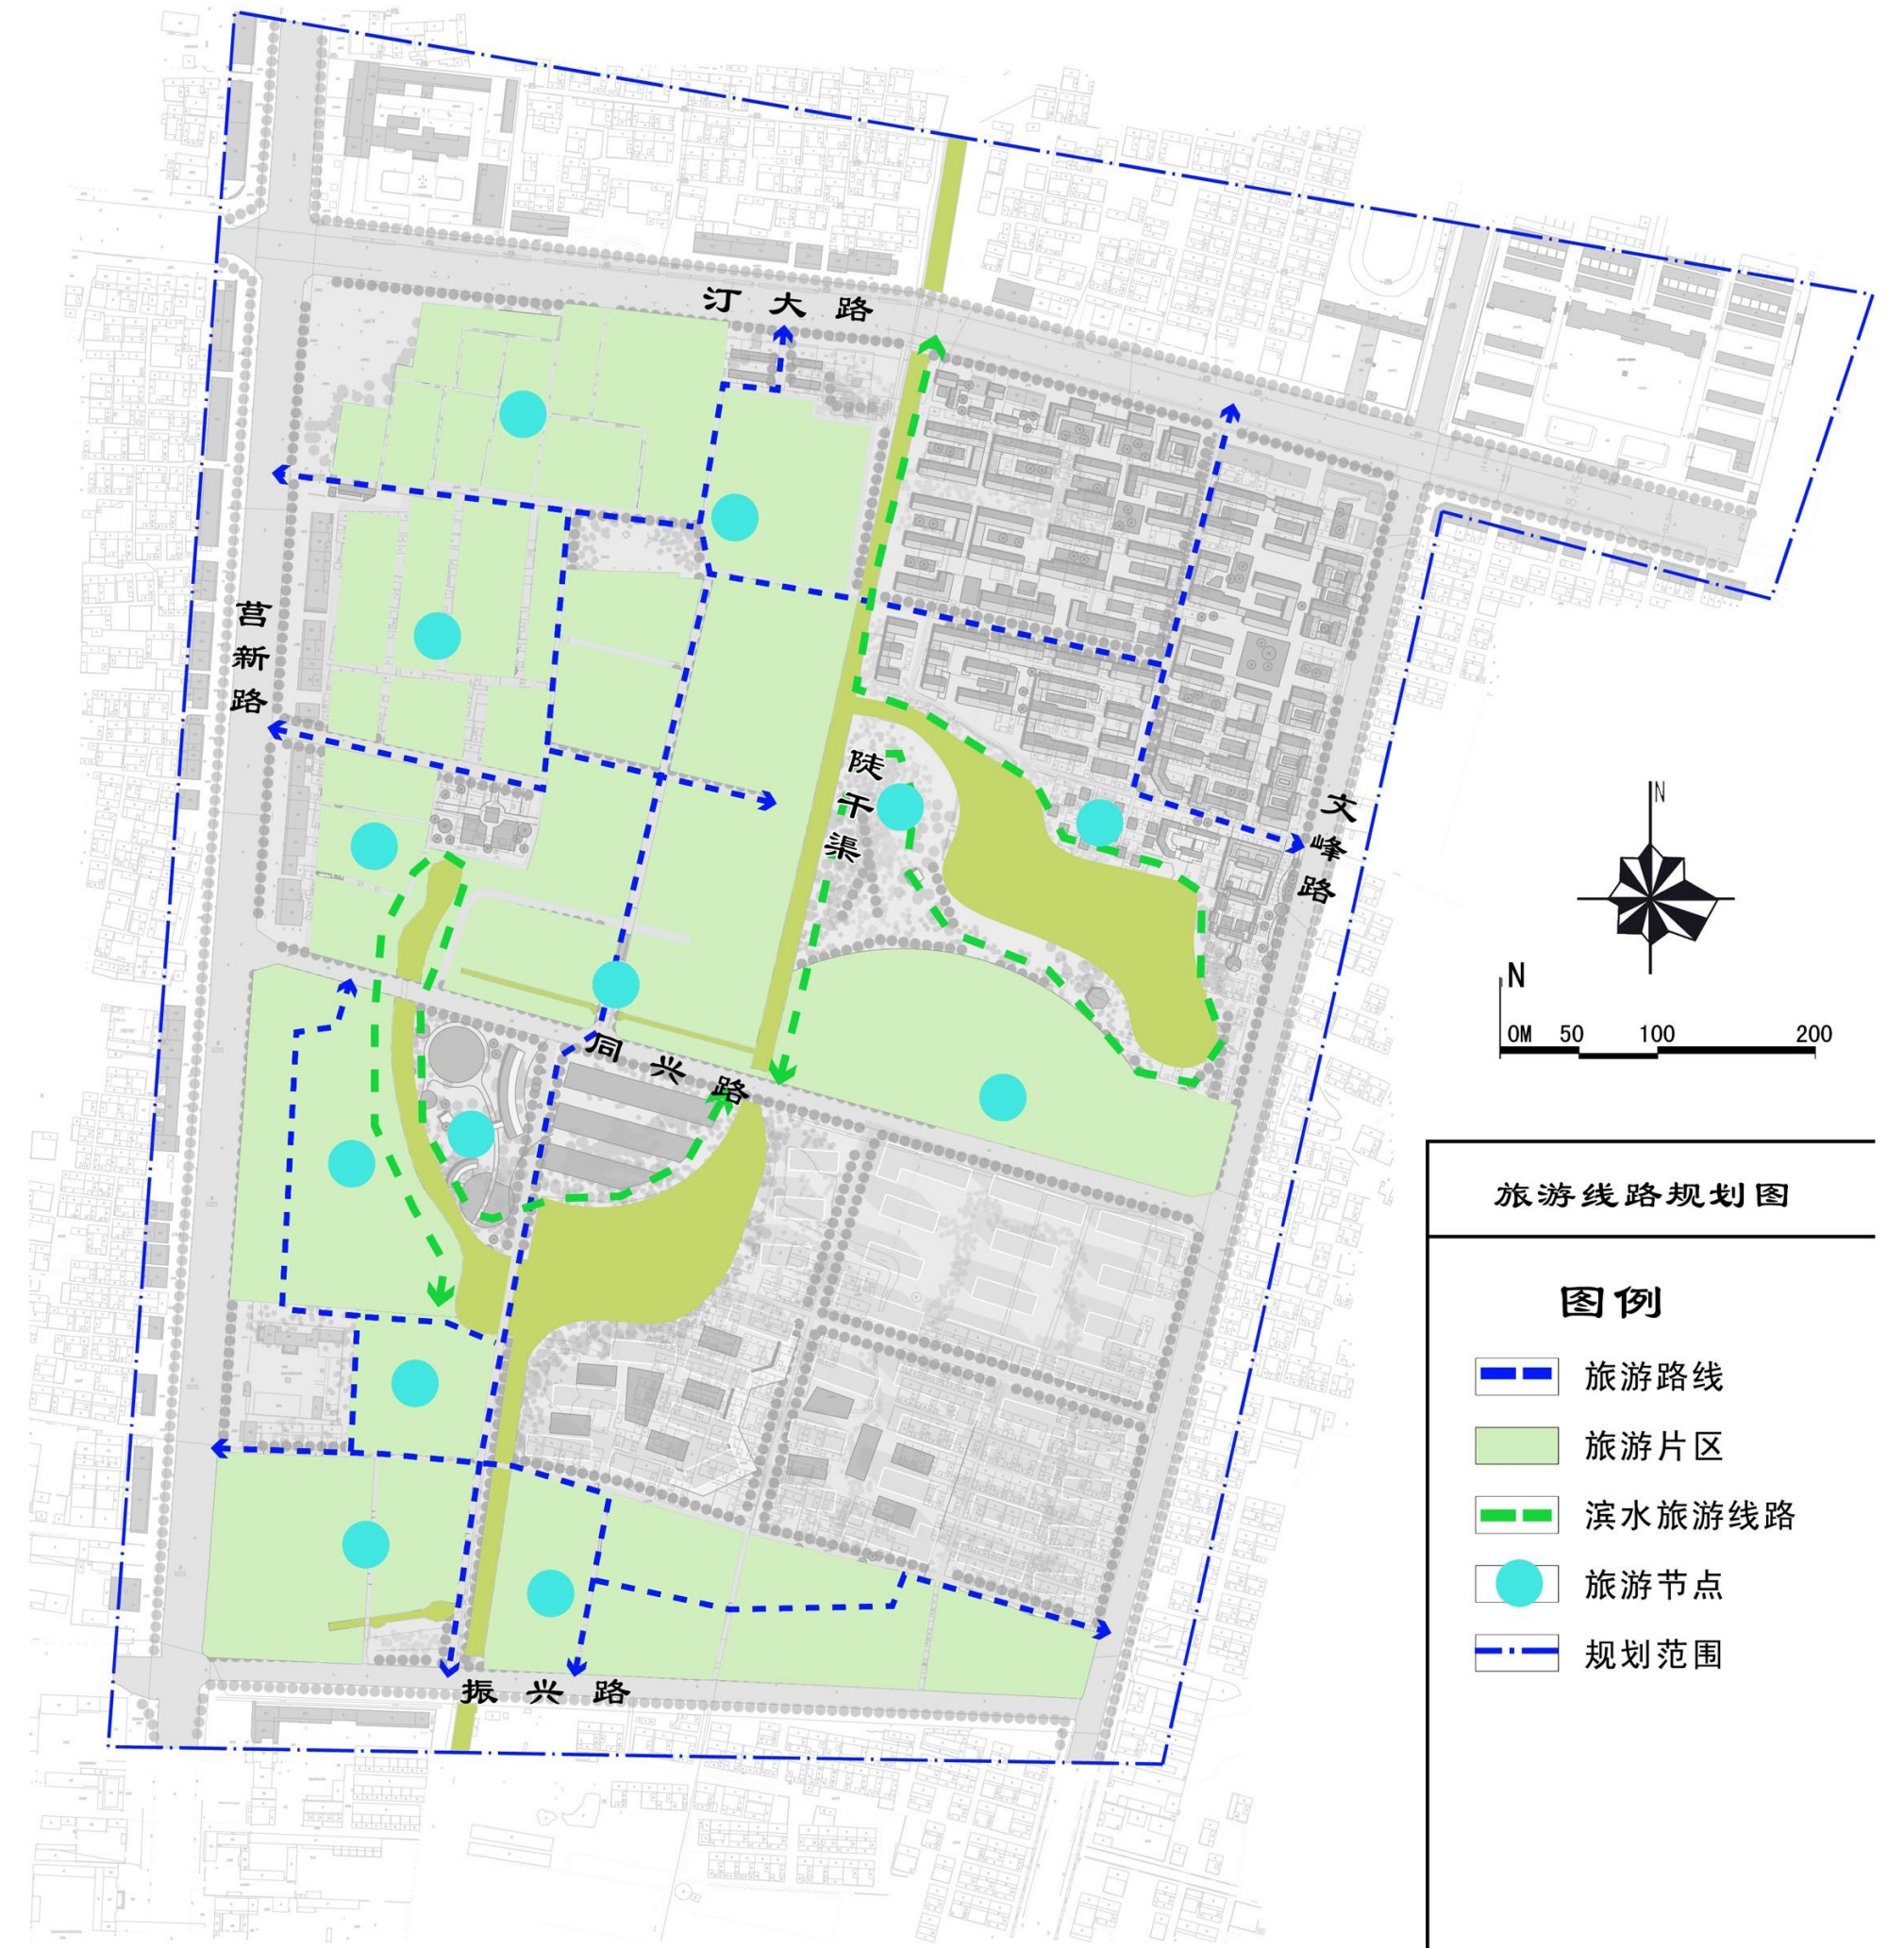 汀大路
莒新路
陡干渠
文峰路
同兴路
振兴路
N
N
0M 50 100 200
旅游线路规划图
图例
旅游路线
旅游片区
滨水旅游线路
旅游节点
规划范围